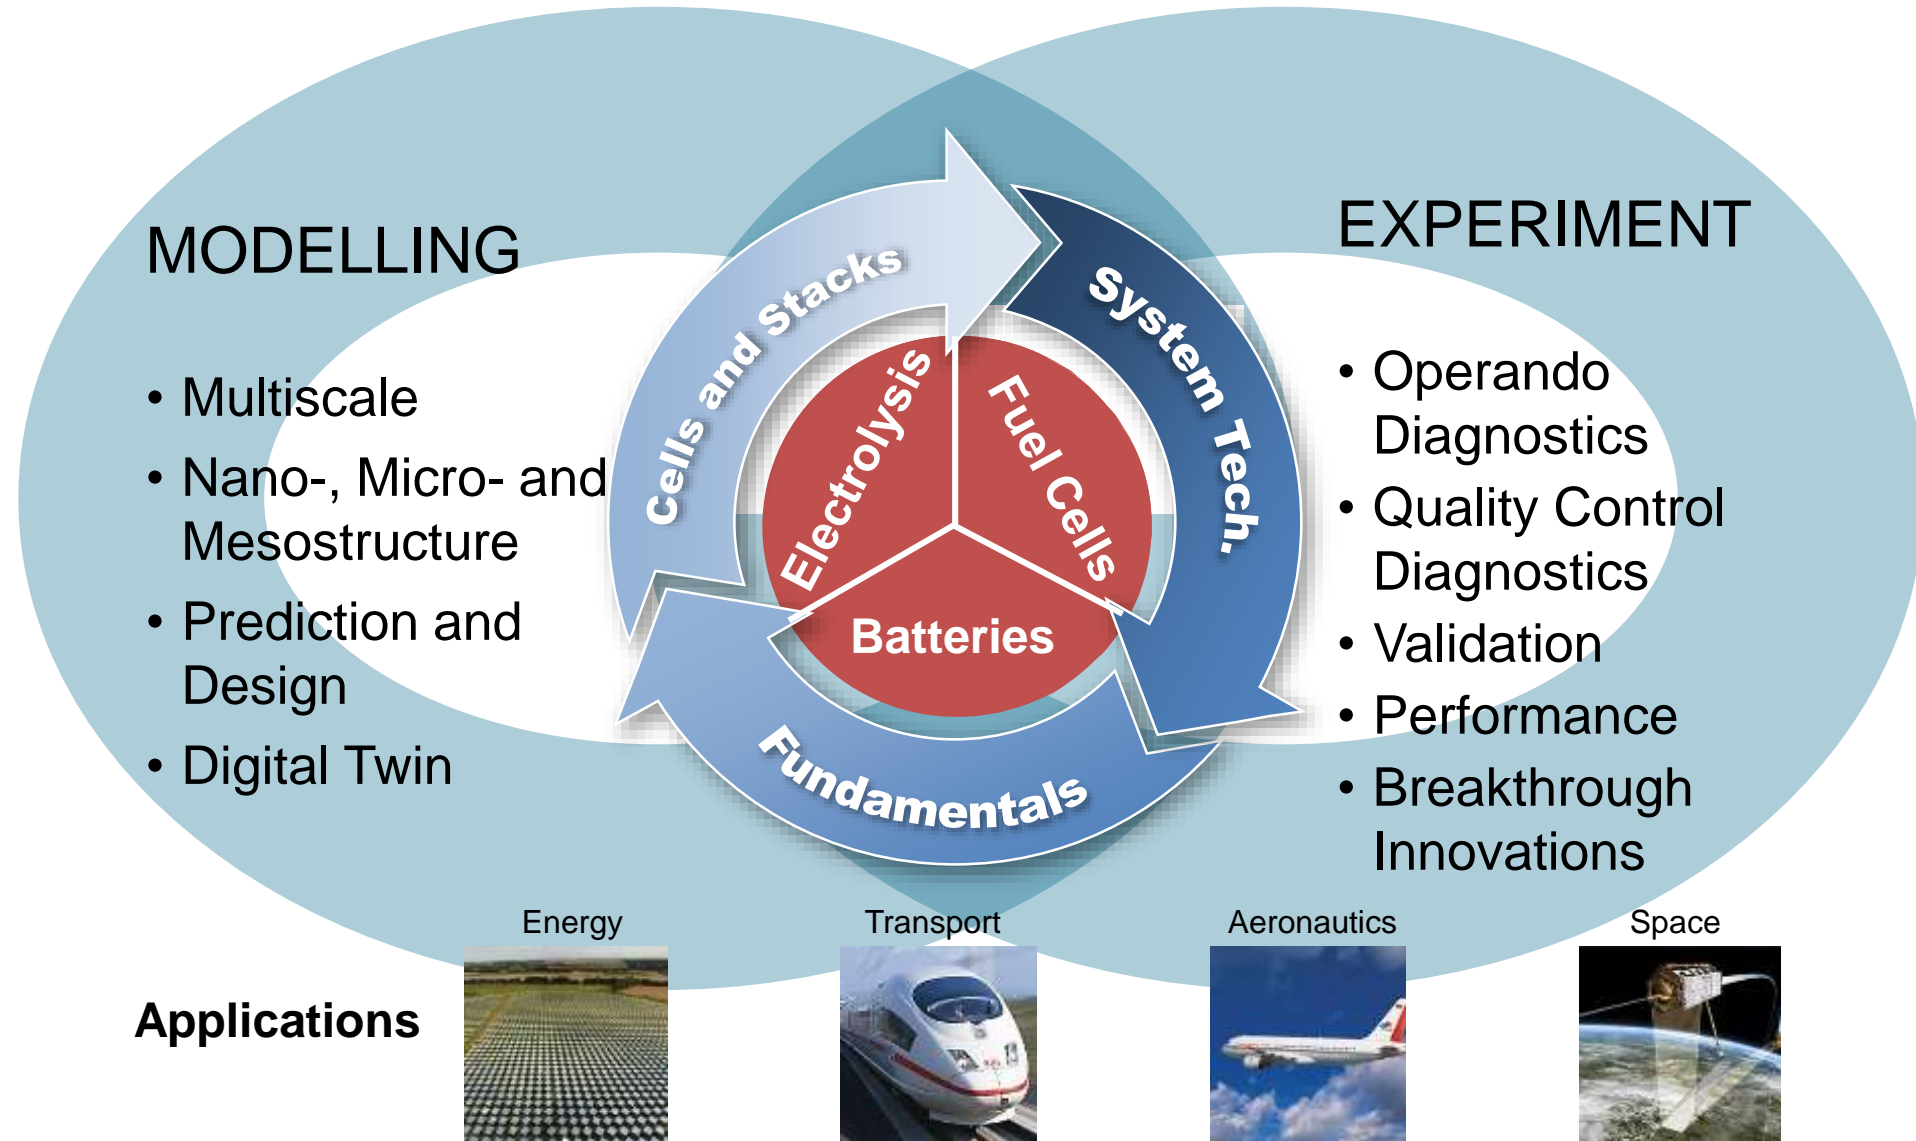 MODELLING
• Multiscale
• Nano-, Micro- and
Mesostructure
• Prediction and
Design
• Digital Twin
Cells and Stacks
System Tech.
Fundamentals
Electrolysis
Fuel Cells
Batteries
EXPERIMENT
• Operando
Diagnostics
• Quality Control
Diagnostics
• Validation
• Performance
• Breakthrough
Innovations
Applications
Energy
Transport
Aeronautics
Space